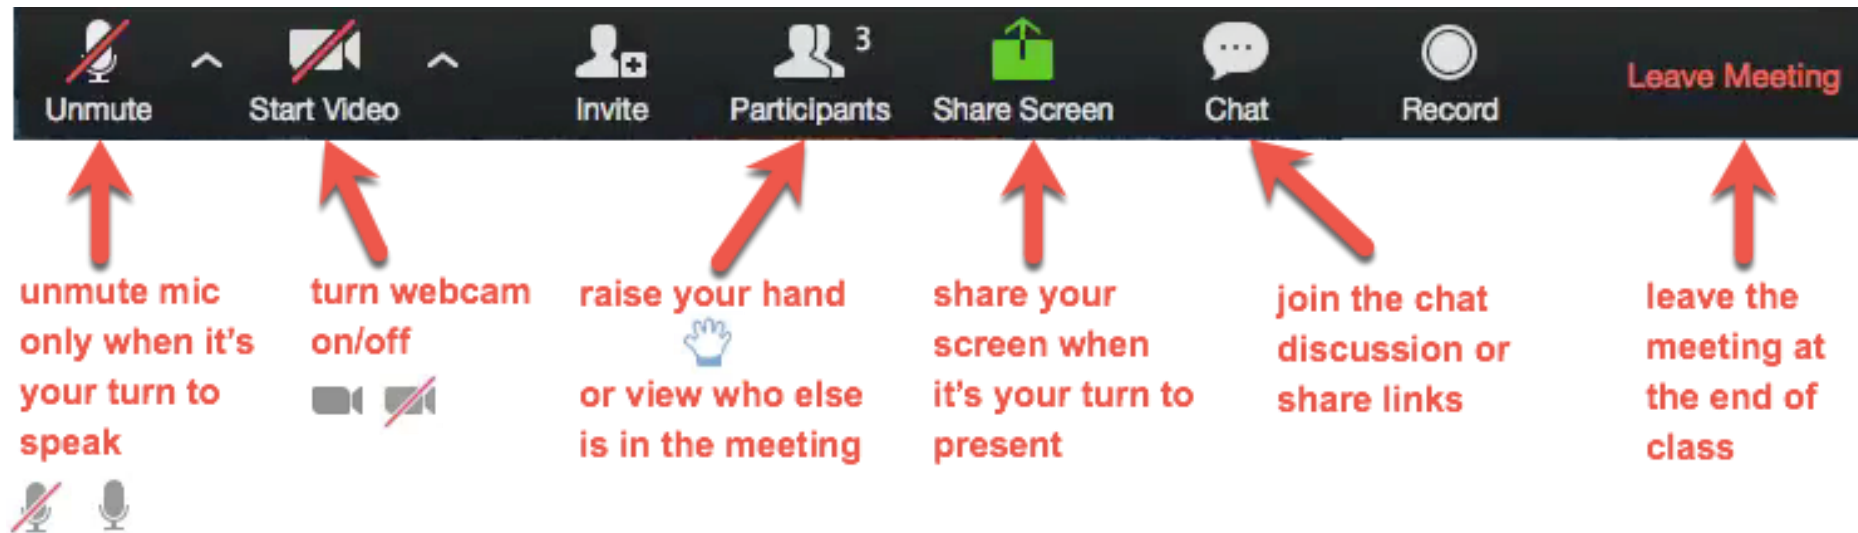 3
Leave Meeting
Unmute
Start Video
Invite
Participants
Share Screen
Chat
Record
unmute mic
only when it's
your turn to
speak
turn webcam
on/off
raise your hand
or view who else
is in the meeting
share your
screen when
it's your turn to
present
join the chat
discussion or
share links
leave the
meeting at
the end of
class